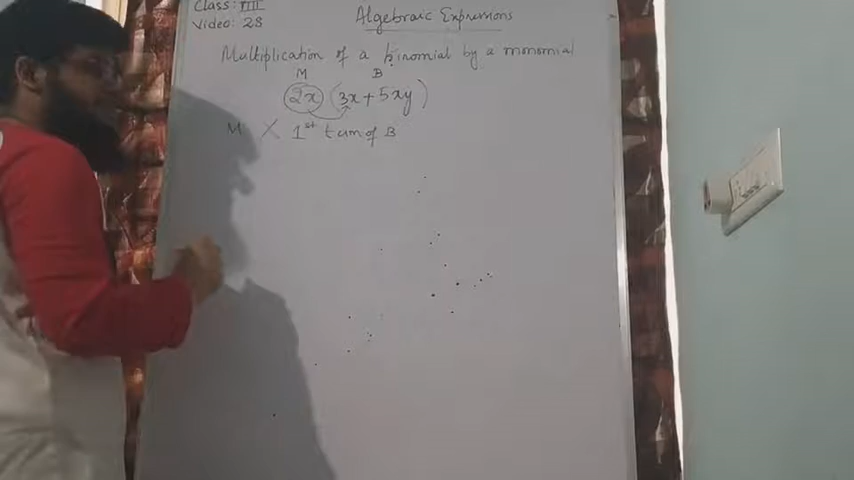 Class: VIII
Video: 28
Algebraic Expressions
Multiplication of a binomial by a monomial
M B
2x (3x + 5xy)
M × 1st term of B